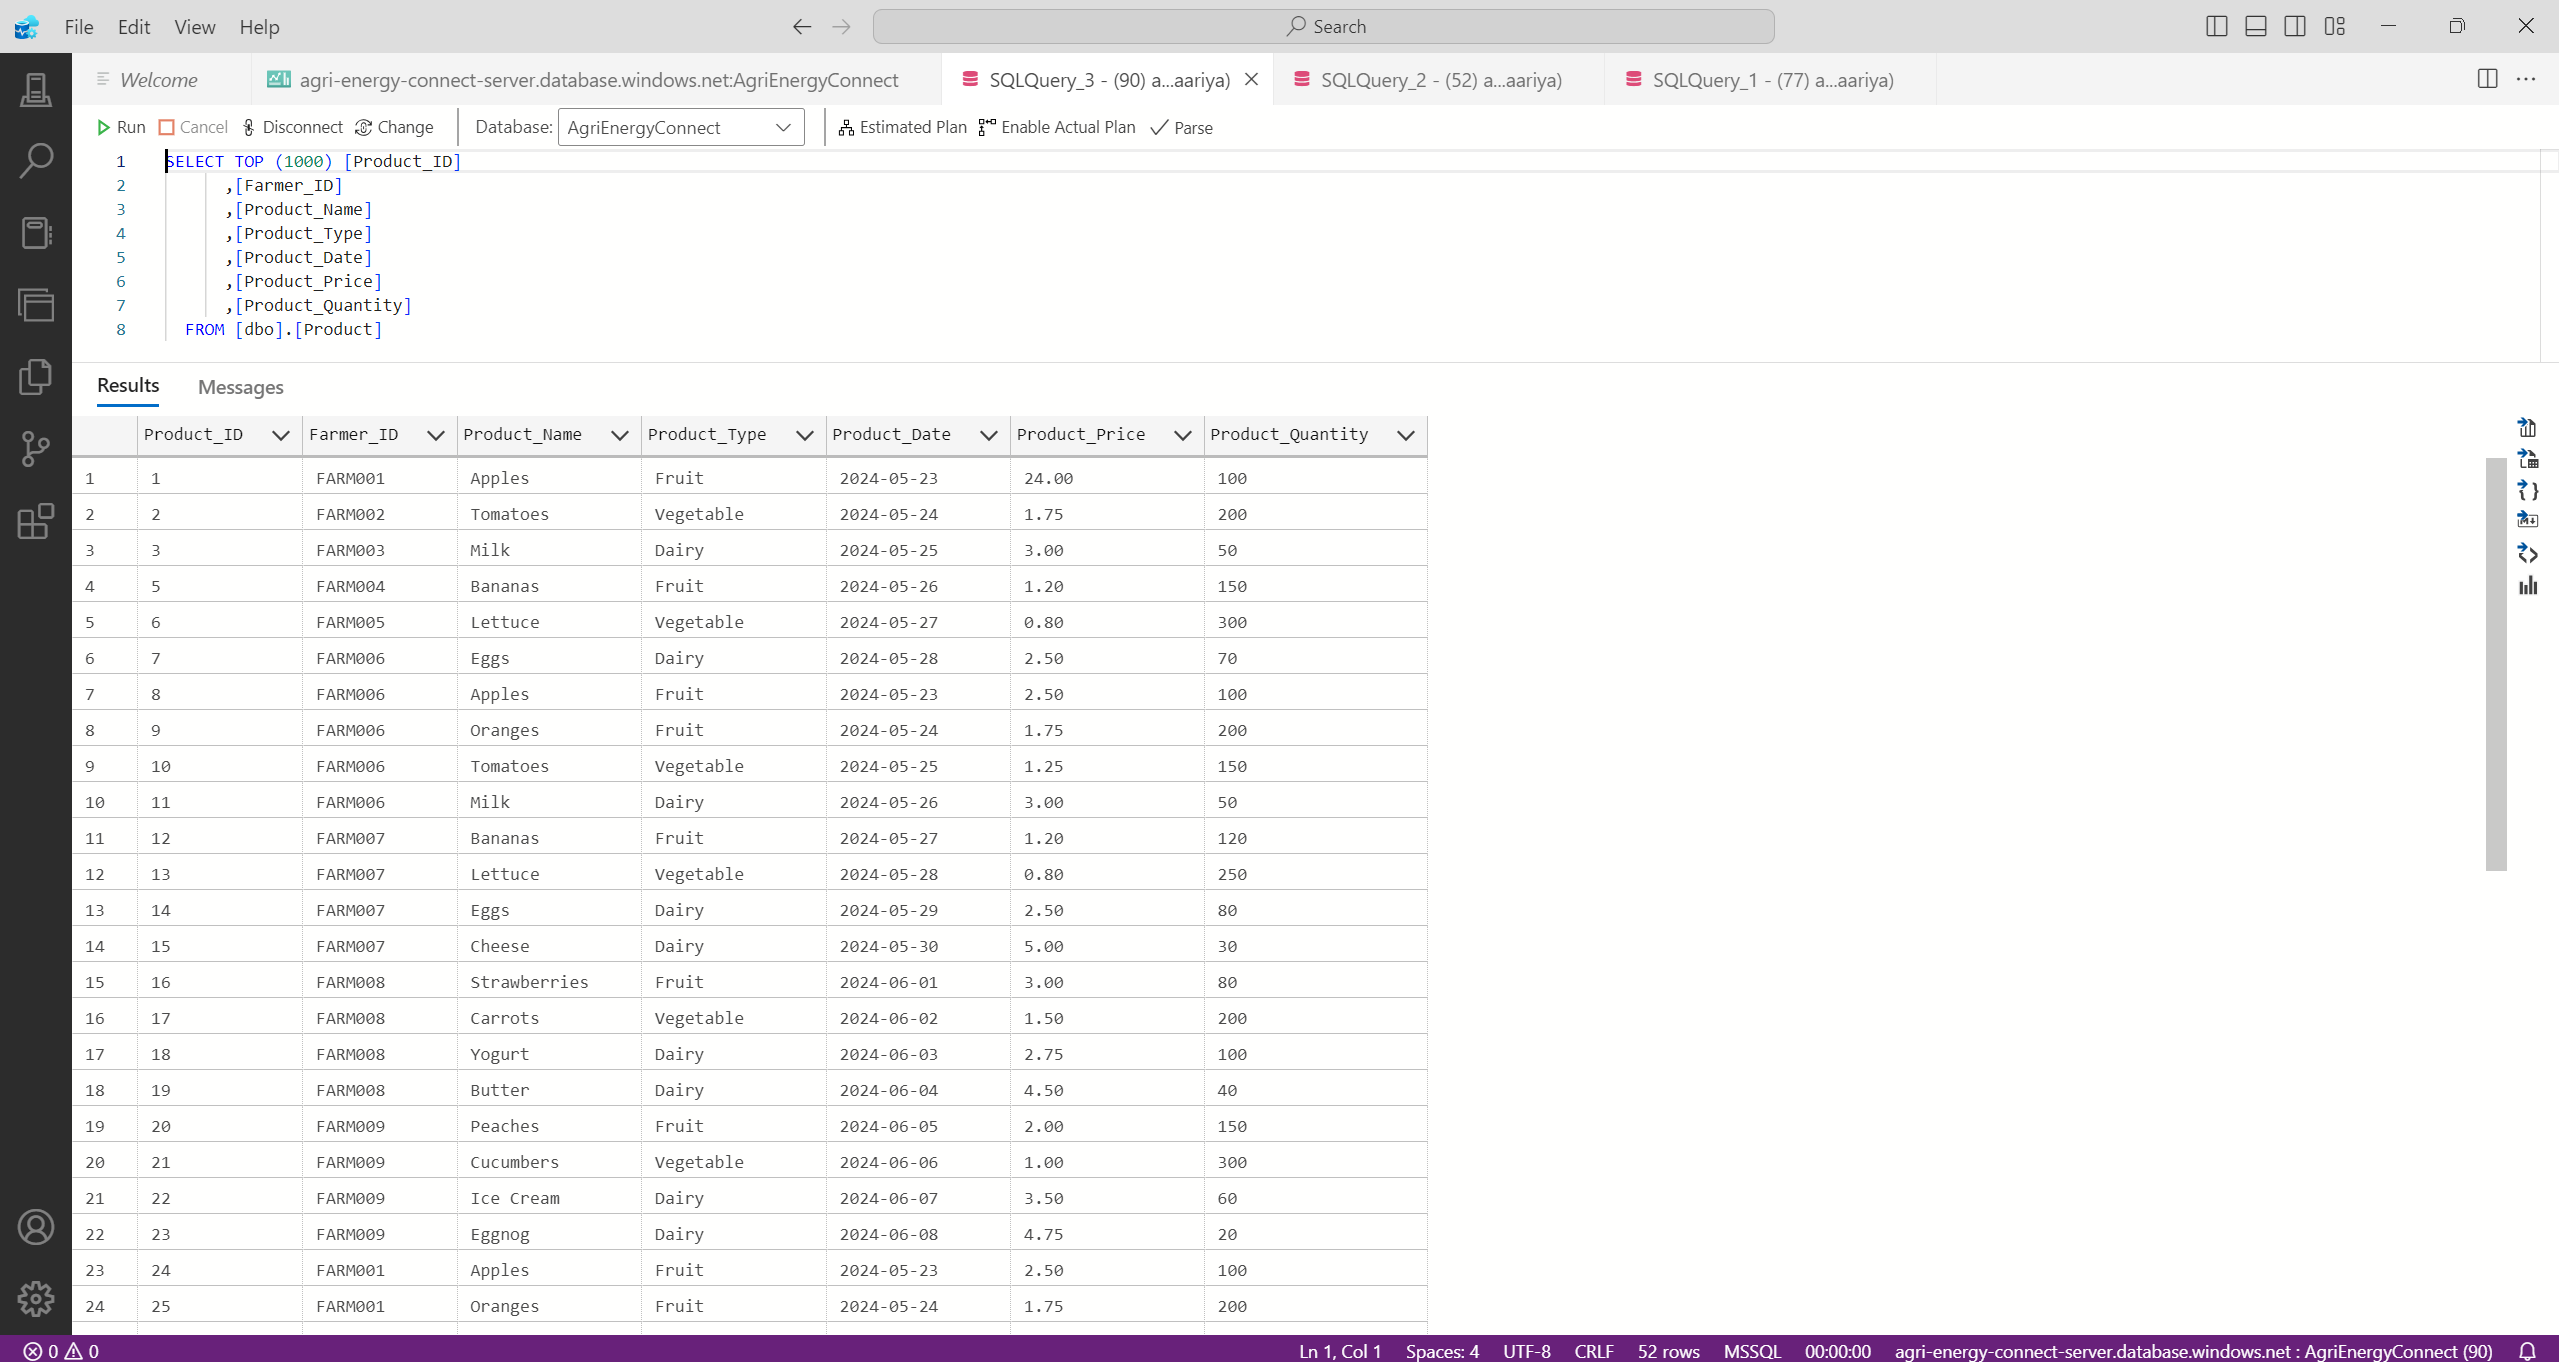 File Edit View Help Search
Welcome agri-energy-connect-server.database.windows.net:AgriEnergyConnect SQLQuery_3 - (90) a...aariya) SQLQuery_2 - (52) a...aariya) SQLQuery_1 - (77) a...aariya)
Run Cancel Disconnect Change Database: AgriEnergyConnect Estimated Plan Enable Actual Plan Parse
1 SELECT TOP (1000) [Product_ID]
2 ,[Farmer_ID]
3 ,[Product_Name]
4 ,[Product_Type]
5 ,[Product_Date]
6 ,[Product_Price]
7 ,[Product_Quantity]
8 FROM [dbo].[Product]
Results Messages
Product_ID Farmer_ID Product_Name Product_Type Product_Date Product_Price Product_Quantity
1 1 FARM001 Apples Fruit 2024-05-23 24.00 100
2 2 FARM002 Tomatoes Vegetable 2024-05-24 1.75 200
3 3 FARM003 Milk Dairy 2024-05-25 3.00 50
4 5 FARM004 Bananas Fruit 2024-05-26 1.20 150
5 6 FARM005 Lettuce Vegetable 2024-05-27 0.80 300
6 7 FARM006 Eggs Dairy 2024-05-28 2.50 70
7 8 FARM006 Apples Fruit 2024-05-23 2.50 100
8 9 FARM006 Oranges Fruit 2024-05-24 1.75 200
9 10 FARM006 Tomatoes Vegetable 2024-05-25 1.25 150
10 11 FARM006 Milk Dairy 2024-05-26 3.00 50
11 12 FARM007 Bananas Fruit 2024-05-27 1.20 120
12 13 FARM007 Lettuce Vegetable 2024-05-28 0.80 250
13 14 FARM007 Eggs Dairy 2024-05-29 2.50 80
14 15 FARM007 Cheese Dairy 2024-05-30 5.00 30
15 16 FARM008 Strawberries Fruit 2024-06-01 3.00 80
16 17 FARM008 Carrots Vegetable 2024-06-02 1.50 200
17 18 FARM008 Yogurt Dairy 2024-06-03 2.75 100
18 19 FARM008 Butter Dairy 2024-06-04 4.50 40
19 20 FARM009 Peaches Fruit 2024-06-05 2.00 150
20 21 FARM009 Cucumbers Vegetable 2024-06-06 1.00 300
21 22 FARM009 Ice Cream Dairy 2024-06-07 3.50 60
22 23 FARM009 Eggnog Dairy 2024-06-08 4.75 20
23 24 FARM001 Apples Fruit 2024-05-23 2.50 100
24 25 FARM001 Oranges Fruit 2024-05-24 1.75 200
0 0 Ln 1, Col 1 Spaces: 4 UTF-8 CRLF 52 rows MSSQL 00:00:00 agri-energy-connect-server.database.windows.net : AgriEnergyConnect (90)